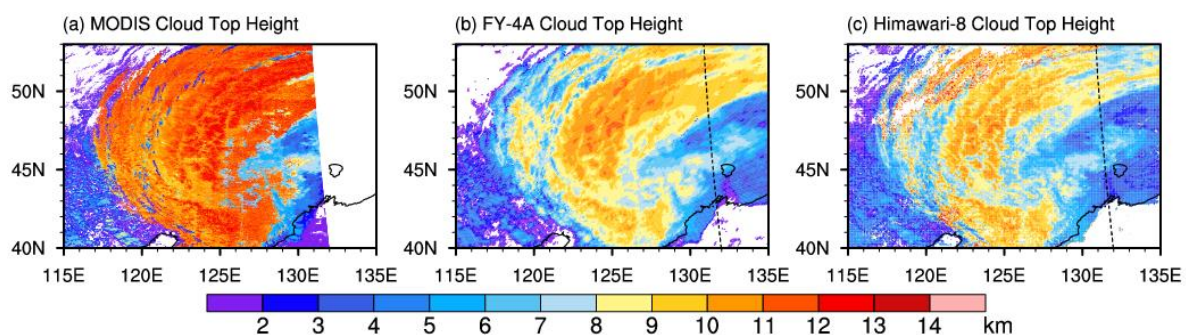 (a) MODIS Cloud Top Height (b) FY-4A Cloud Top Height (c) Himawari-8 Cloud Top Height
50N 50N 50N
45N 45N 45N
40N 40N 40N
115E 120E 125E 130E 135E 115E 120E 125E 130E 135E 115E 120E 125E 130E 135E
2 3 4 5 6 7 8 9 10 11 12 13 14 km